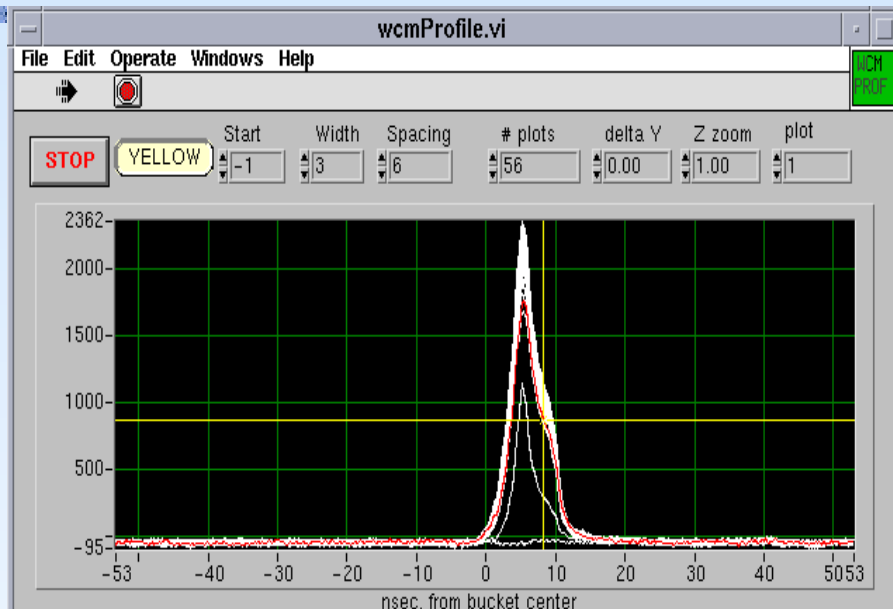 wcmProfile.vi
File Edit Operate Windows Help
WCM
PROF
STOP
YELLOW
Start
-1
Width
3
Spacing
6
# plots
56
delta Y
0.00
Z zoom
1.00
plot
1
2362
2000
1500
1000
500
-95
-53 -40 -30 -20 -10 0 10 20 30 40 50 53
nsec. from bucket center